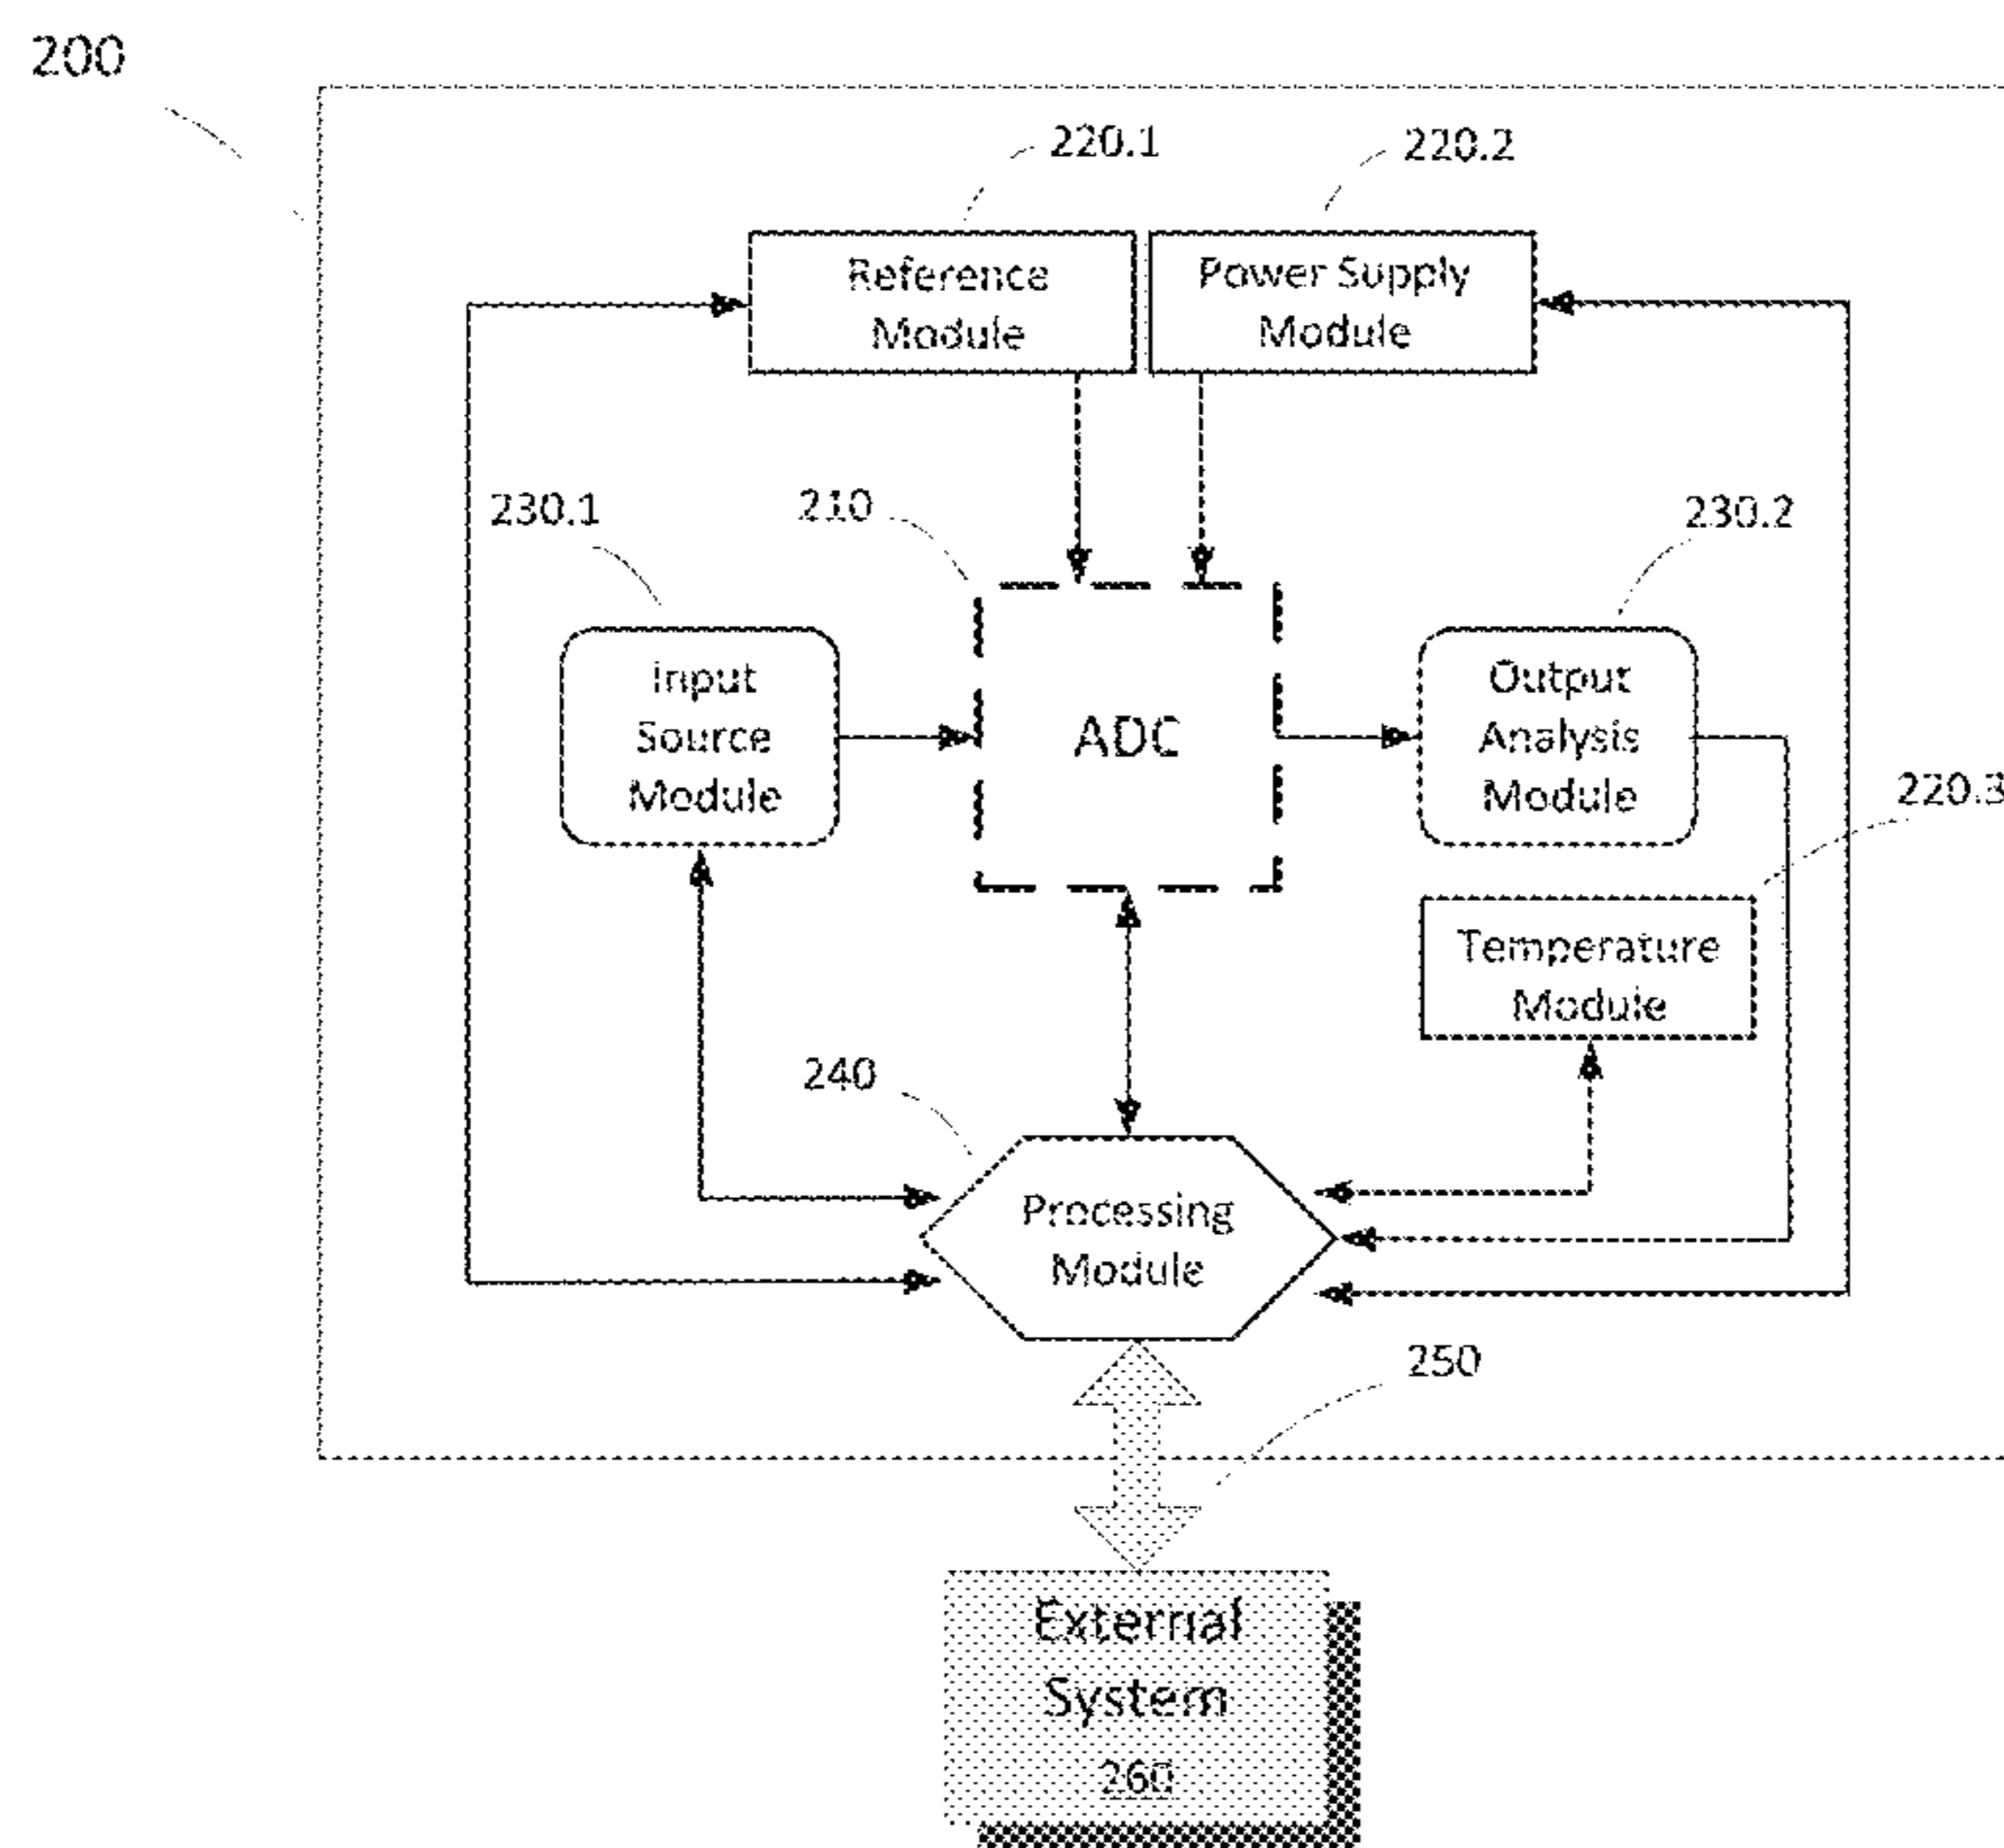 200
220.1
220.2
Reference
Module
Power Supply
Module
230.1
210
230.2
Input
Source
Module
ADC
Output
Analysis
Module
220.3
Temperature
Module
240
Processing
Module
250
External
System
260